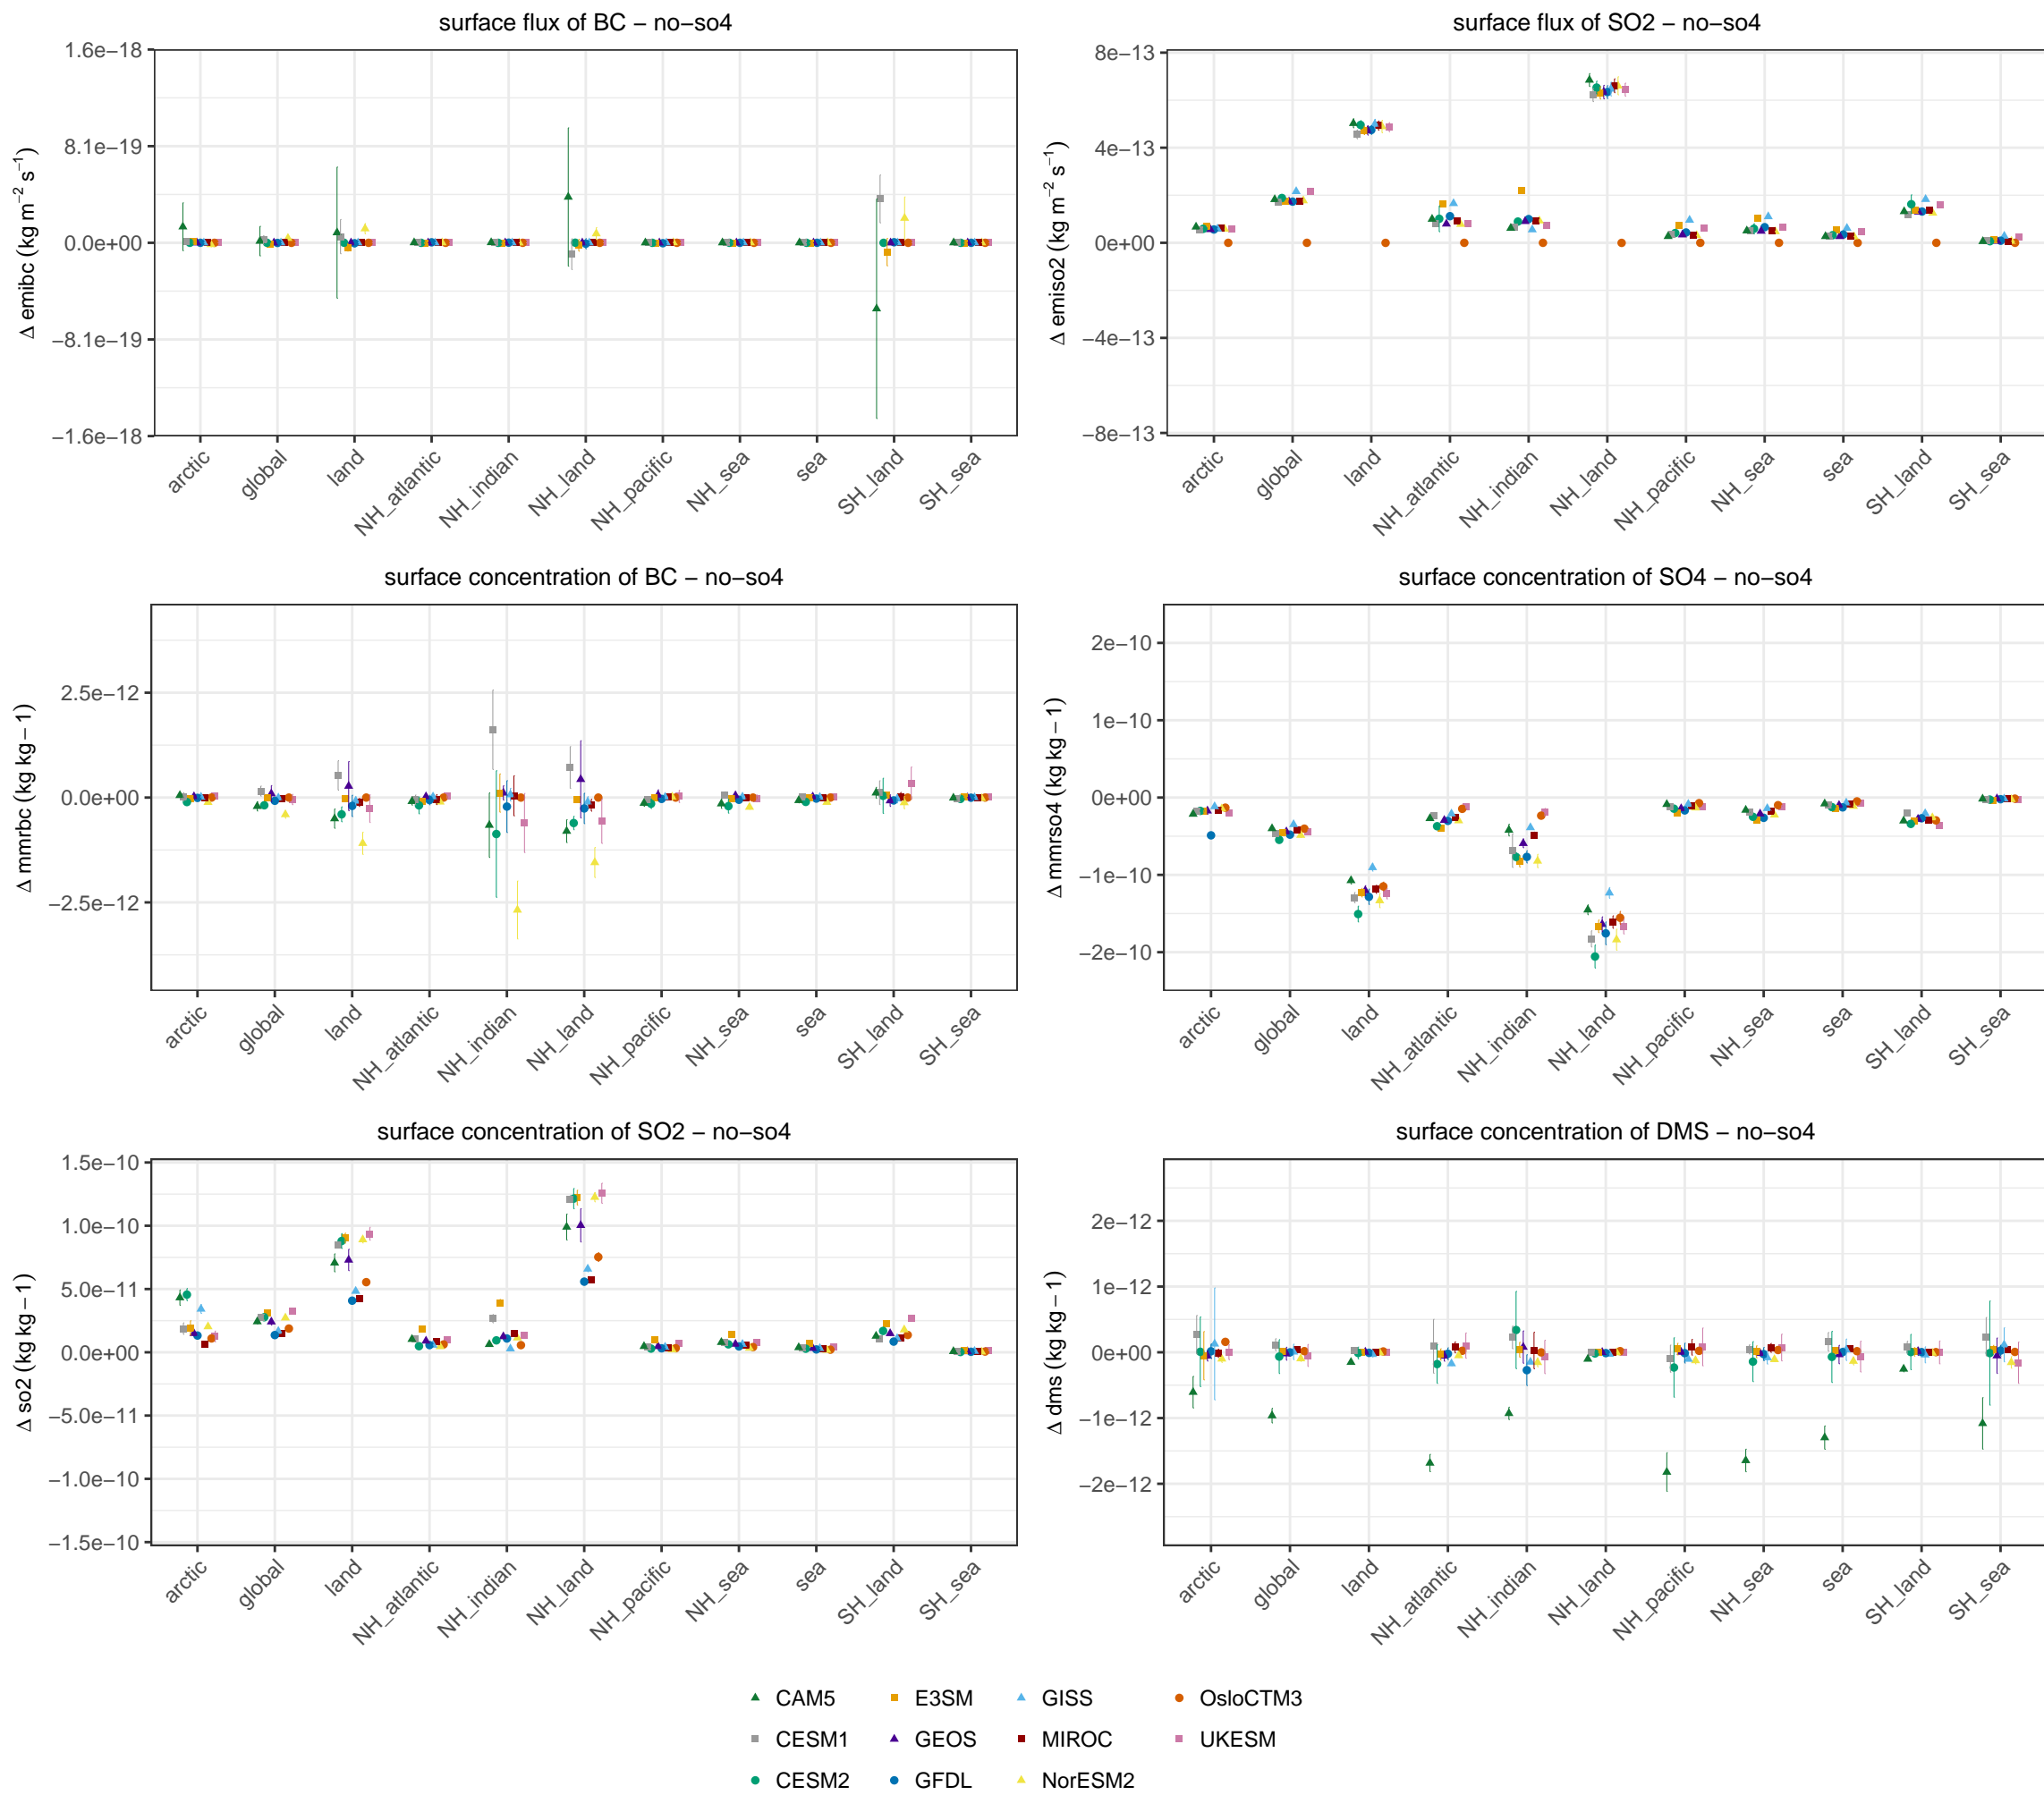 surface flux of BC − no−so4
Δ emibc (kg m−2 s−1)
1.6e−18
8.1e−19
0.0e+00
−8.1e−19
−1.6e−18
arctic
global
land
NH_atlantic
NH_indian
NH_land
NH_pacific
NH_sea
sea
SH_land
SH_sea
surface flux of SO2 − no−so4
Δ emiso2 (kg m−2 s−1)
8e−13
4e−13
0e+00
−4e−13
−8e−13
arctic
global
land
NH_atlantic
NH_indian
NH_land
NH_pacific
NH_sea
sea
SH_land
SH_sea
surface concentration of BC − no−so4
Δ mmrbc (kg kg − 1)
2.5e−12
0.0e+00
−2.5e−12
arctic
global
land
NH_atlantic
NH_indian
NH_land
NH_pacific
NH_sea
sea
SH_land
SH_sea
surface concentration of SO4 − no−so4
Δ mmrso4 (kg kg − 1)
2e−10
1e−10
0e+00
−1e−10
−2e−10
arctic
global
land
NH_atlantic
NH_indian
NH_land
NH_pacific
NH_sea
sea
SH_land
SH_sea
surface concentration of SO2 − no−so4
Δ so2 (kg kg − 1)
1.5e−10
1.0e−10
5.0e−11
0.0e+00
−5.0e−11
−1.0e−10
−1.5e−10
arctic
global
land
NH_atlantic
NH_indian
NH_land
NH_pacific
NH_sea
sea
SH_land
SH_sea
surface concentration of DMS − no−so4
Δ dms (kg kg − 1)
2e−12
1e−12
0e+00
−1e−12
−2e−12
arctic
global
land
NH_atlantic
NH_indian
NH_land
NH_pacific
NH_sea
sea
SH_land
SH_sea
CAM5 E3SM GISS OsloCTM3
CESM1 GEOS MIROC UKESM
CESM2 GFDL NorESM2